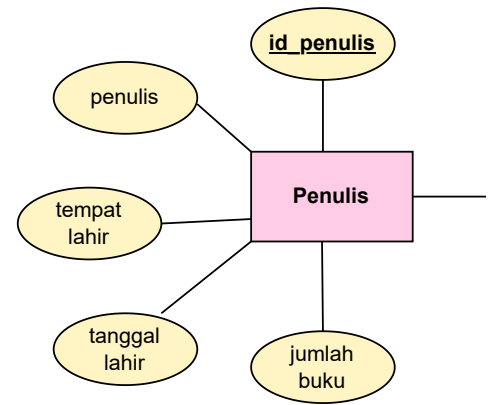 id_penulis
penulis
Penulis
tempat
lahir
tanggal
lahir
jumlah
buku